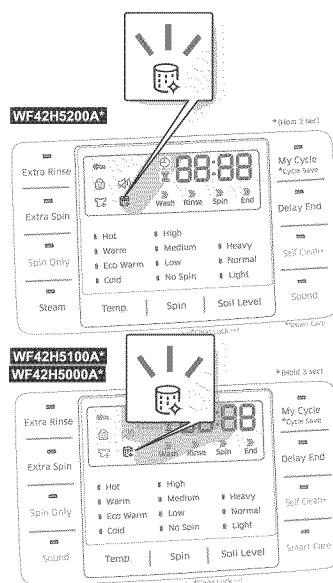 WF42H5200A*
*(Hold 3 sec)
88:88
Extra Rinse
Extra Spin
Spin Only
Steam
Wash Rinse Spin End
Hot High
Warm Medium Heavy
Eco Warm Low Normal
Cold No Spin Light
Temp. Spin Soil Level
My Cycle
*Cycle Save
Delay End
Self Clean+
Sound
*Smart Care
WF42H5100A*
WF42H5000A*
*(Hold 3 sec)
88
Extra Rinse
Extra Spin
Spin Only
Sound
Wash Rinse Spin End
Hot High
Warm Medium Heavy
Eco Warm Low Normal
Cold No Spin Light
Temp. Spin Soil Level
My Cycle
*Cycle Save
Delay End
Self Clean+
Smart Care